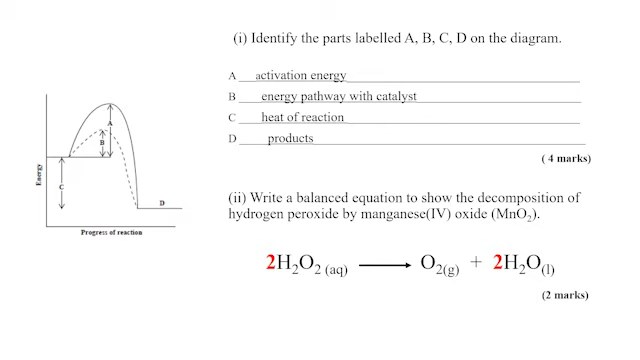 (i) Identify the parts labelled A, B, C, D on the diagram.
A activation energy
B energy pathway with catalyst
C heat of reaction
D products
( 4 marks)
A
B
C
D
Energy
Progress of reaction
(ii) Write a balanced equation to show the decomposition of
hydrogen peroxide by manganese(IV) oxide (MnO₂).
2H₂O₂ (aq) ⟶ O₂(g) + 2H₂O(l)
(2 marks)